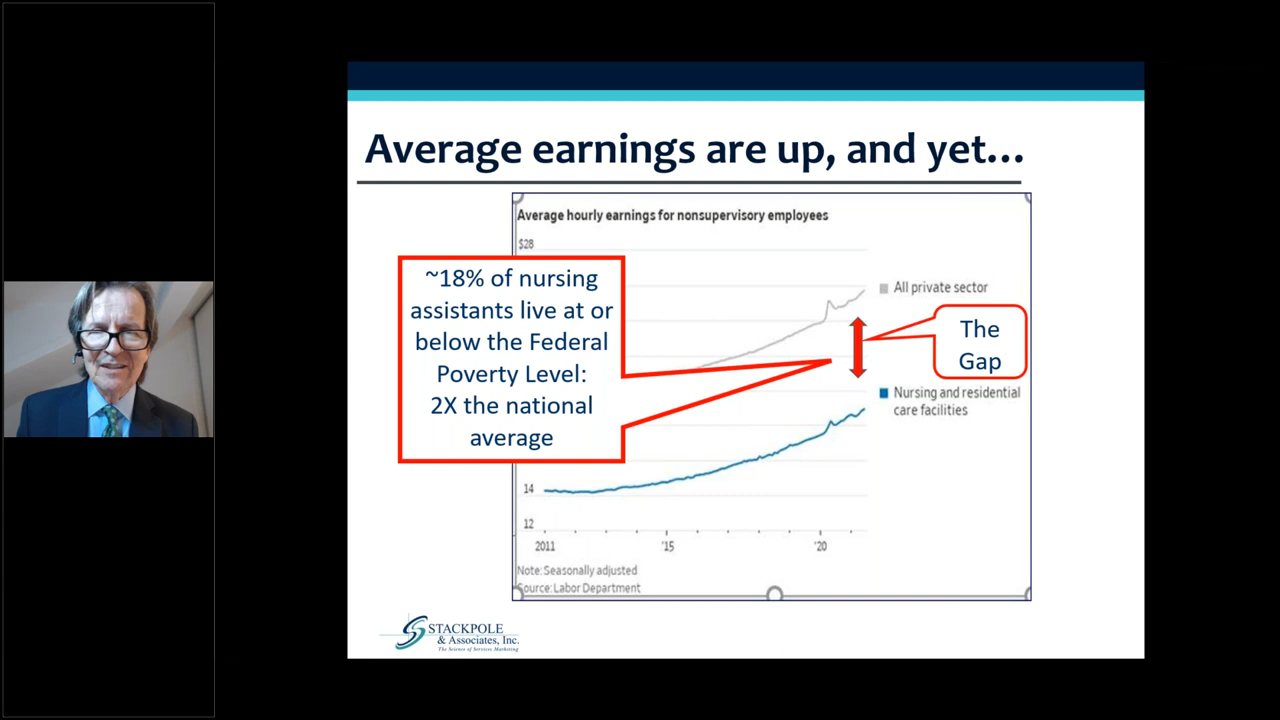 Average earnings are up, and yet...
Average hourly earnings for nonsupervisory employees
$28
~18% of nursing
assistants live at or
below the Federal
Poverty Level:
2X the national
average
All private sector
The
Gap
Nursing and residential
care facilities
14
12
2011
'15
'20
Note: Seasonally adjusted
Source: Labor Department
STACKPOLE
& Associates, Inc.
The Science of Services Marketing